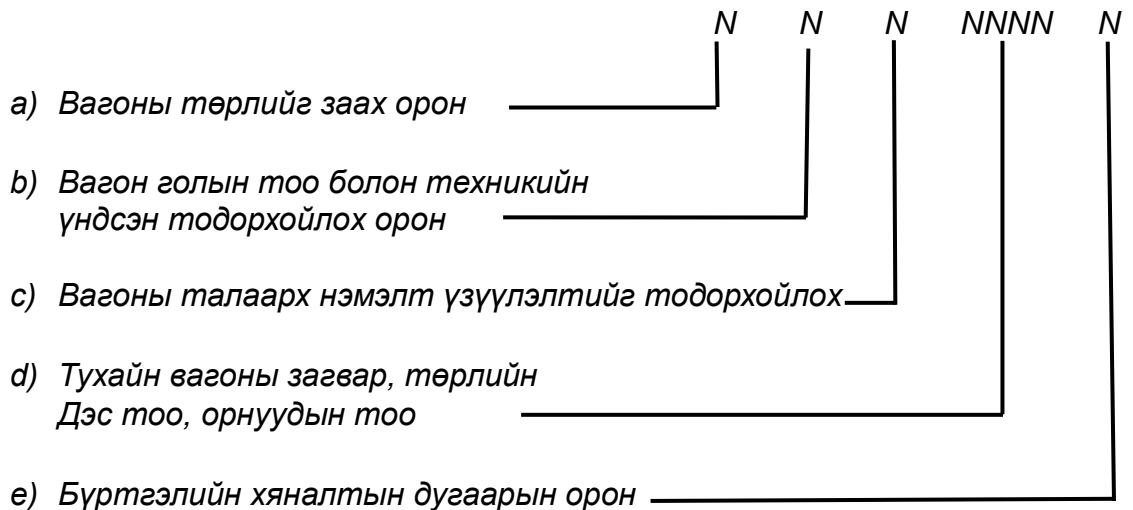 N N N NNNN N
a) Вагоны төрлийг заах орон
b) Вагон голын тоо болон техникийн
үндсэн тодорхойлох орон
c) Вагоны талаарх нэмэлт үзүүлэлтийг тодорхойлох
d) Тухайн вагоны загвар, төрлийн
Дэс тоо, орнуудын тоо
e) Бүртгэлийн хяналтын дугаарын орон